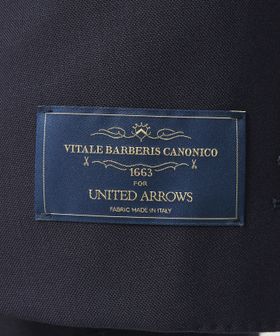 VITALE BARBERIS CANONICO
1663
FOR
UNITED ARROWS
FABRIC MADE IN ITALY